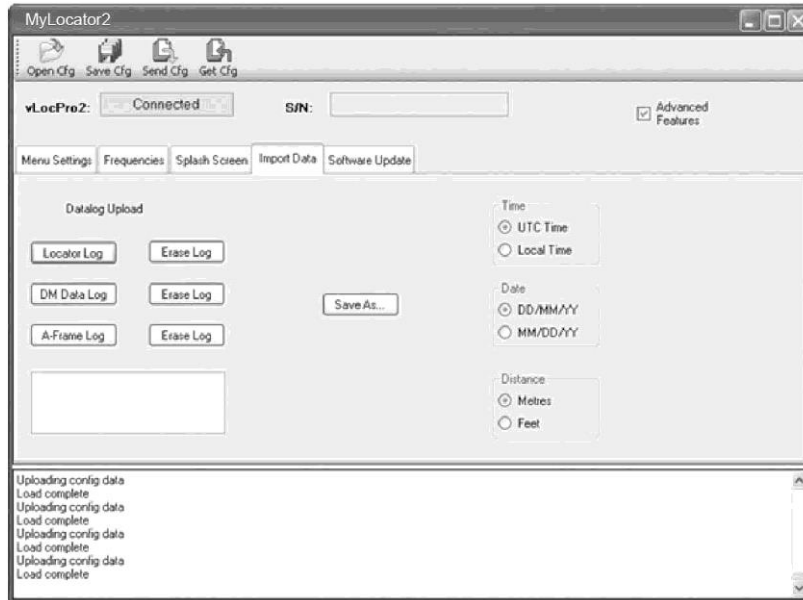 MyLocator2
Open Cfg Save Cfg Send Cfg Get Cfg
vLocPro2: Connected S/N: Advanced Features
Menu Settings Frequencies Splash Screen Import Data Software Update
Datalog Upload
Time
UTC Time
Local Time
Locator Log Erase Log
DM Data Log Erase Log
A-Frame Log Erase Log
Save As...
Date
DD/MM/YY
MM/DD/YY
Distance
Metres
Feet
Uploading config data
Load complete
Uploading config data
Load complete
Uploading config data
Load complete
Uploading config data
Load complete